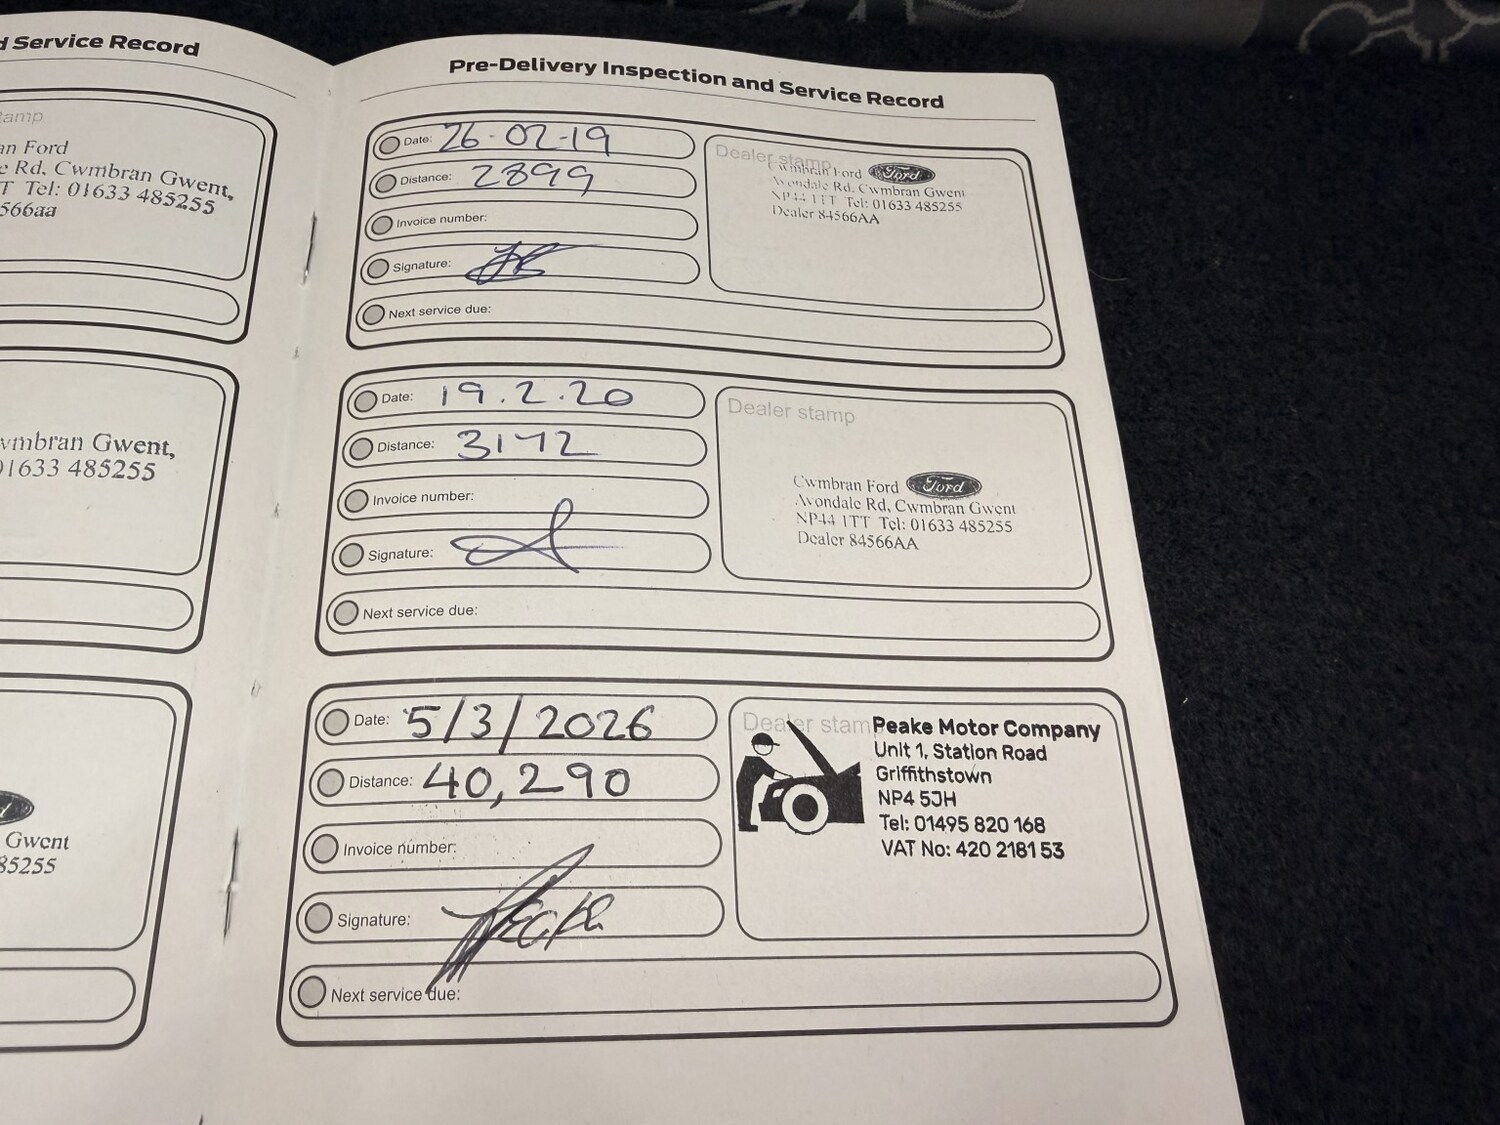 d Service Record
tamp
an Ford
e Rd, Cwmbran Gwent,
T Tel: 01633 485255
566aa
wmbran Gwent,
01633 485255
Gwent
85255
Pre-Delivery Inspection and Service Record
Date: 26-02-19
Distance: 2899
Invoice number:
Signature:
Next service due:
Dealer stamp
Cwmbran Ford Ford
Avondale Rd, Cwmbran Gwent
NP44 1TT Tel: 01633 485255
Dealer 84566AA
Date: 19.2.20
Distance: 3172
Invoice number:
Signature:
Next service due:
Dealer stamp
Cwmbran Ford Ford
Avondale Rd, Cwmbran Gwent
NP44 1TT Tel: 01633 485255
Dealer 84566AA
Date: 5/3/2026
Distance: 40,290
Invoice number:
Signature: Peake
Next service due:
Dealer stamp
Peake Motor Company
Unit 1, Station Road
Griffithstown
NP4 5JH
Tel: 01495 820 168
VAT No: 420 2181 53